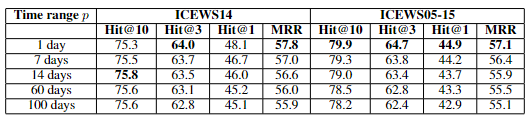 Time range p ICEWS14 ICEWS05-15
Hit@10 Hit@3 Hit@1 MRR Hit@10 Hit@3 Hit@1 MRR
1 day 75.3 64.0 48.1 57.8 79.9 64.7 44.9 57.1
7 days 75.5 63.7 46.7 57.0 79.3 63.8 44.2 56.4
14 days 75.8 63.5 46.0 56.6 79.0 63.4 43.7 55.9
60 days 75.6 63.1 45.2 56.0 78.5 62.8 43.3 55.5
100 days 75.6 62.8 45.1 55.9 78.2 62.4 42.9 55.1